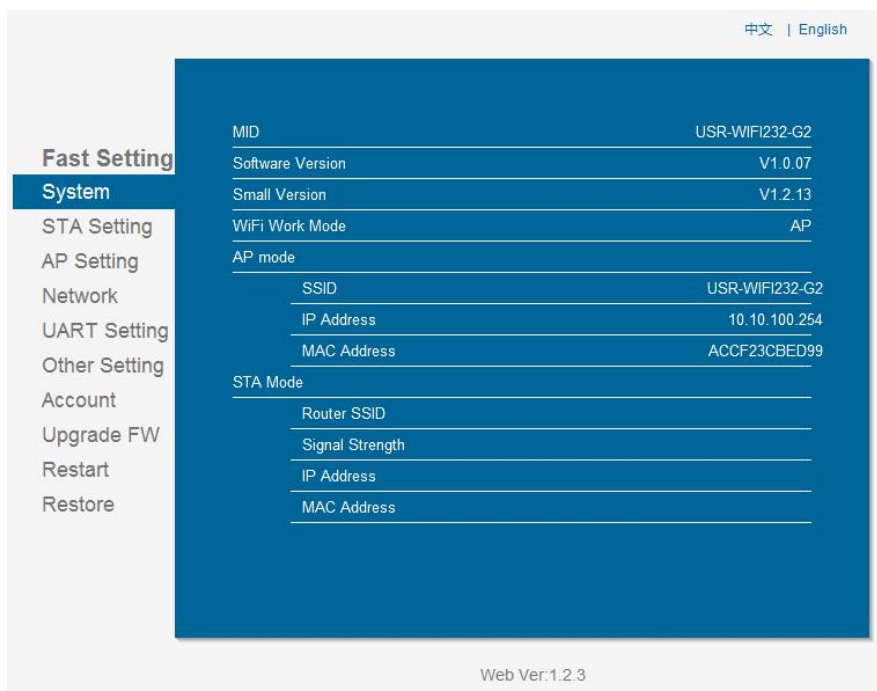 中文 | English
Fast Setting
System
STA Setting
AP Setting
Network
UART Setting
Other Setting
Account
Upgrade FW
Restart
Restore
MID USR-WIFI232-G2
Software Version V1.0.07
Small Version V1.2.13
WiFi Work Mode AP
AP mode
SSID USR-WIFI232-G2
IP Address 10.10.100.254
MAC Address ACCF23CBED99
STA Mode
Router SSID
Signal Strength
IP Address
MAC Address
Web Ver:1.2.3